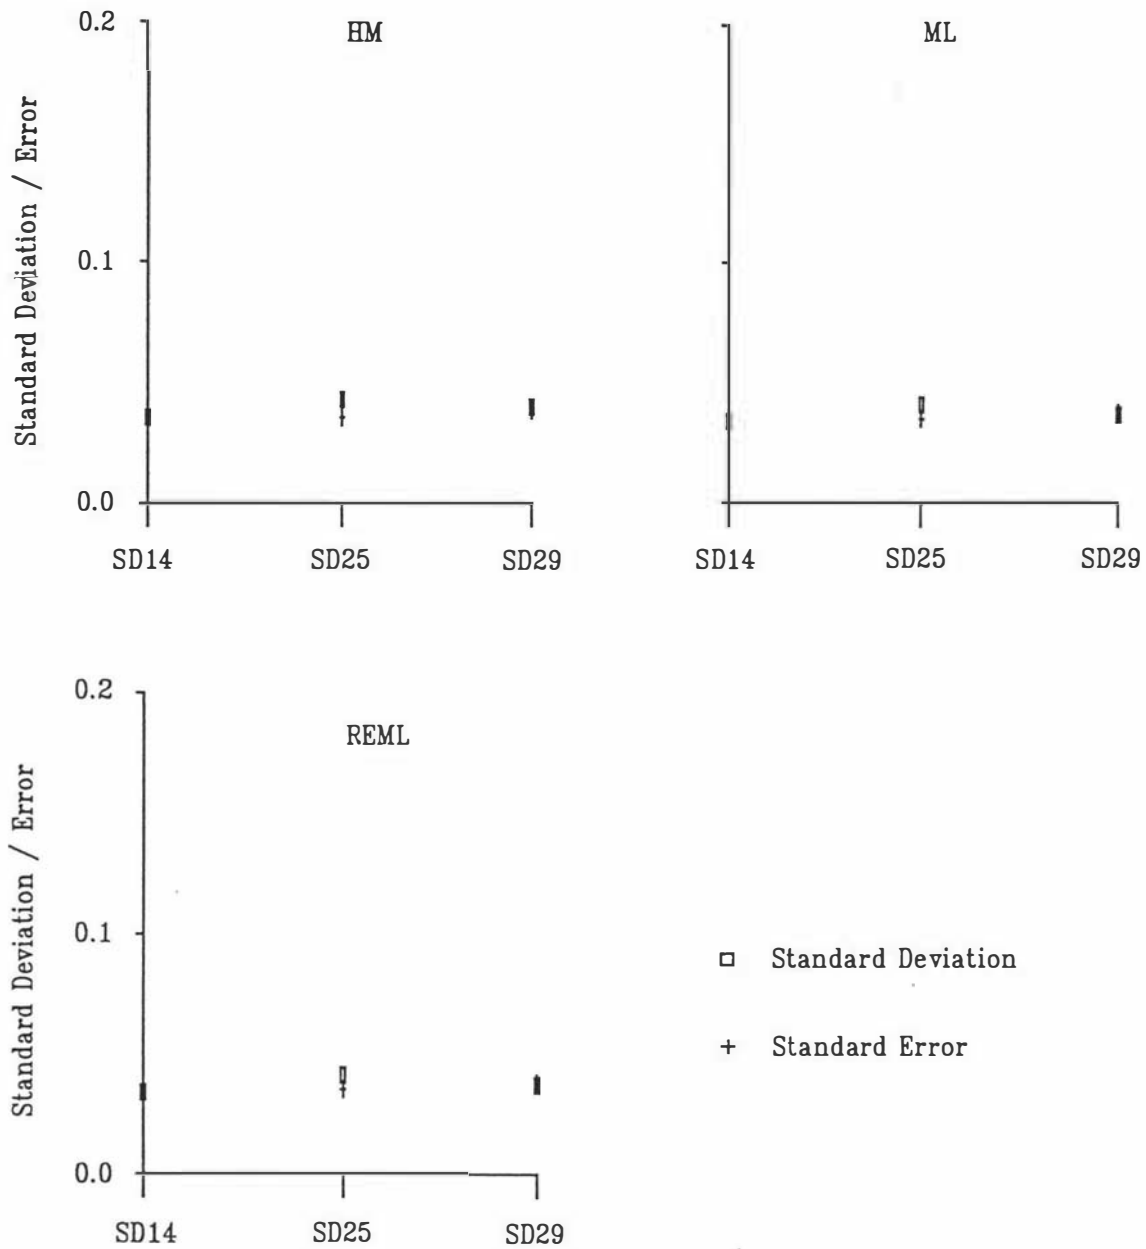 HM
Standard Deviation / Error
0.2
0.1
0.0
SD14 SD25 SD29
ML
SD14 SD25 SD29
REML
Standard Deviation / Error
0.2
0.1
0.0
SD14 SD25 SD29
Standard Deviation
Standard Error